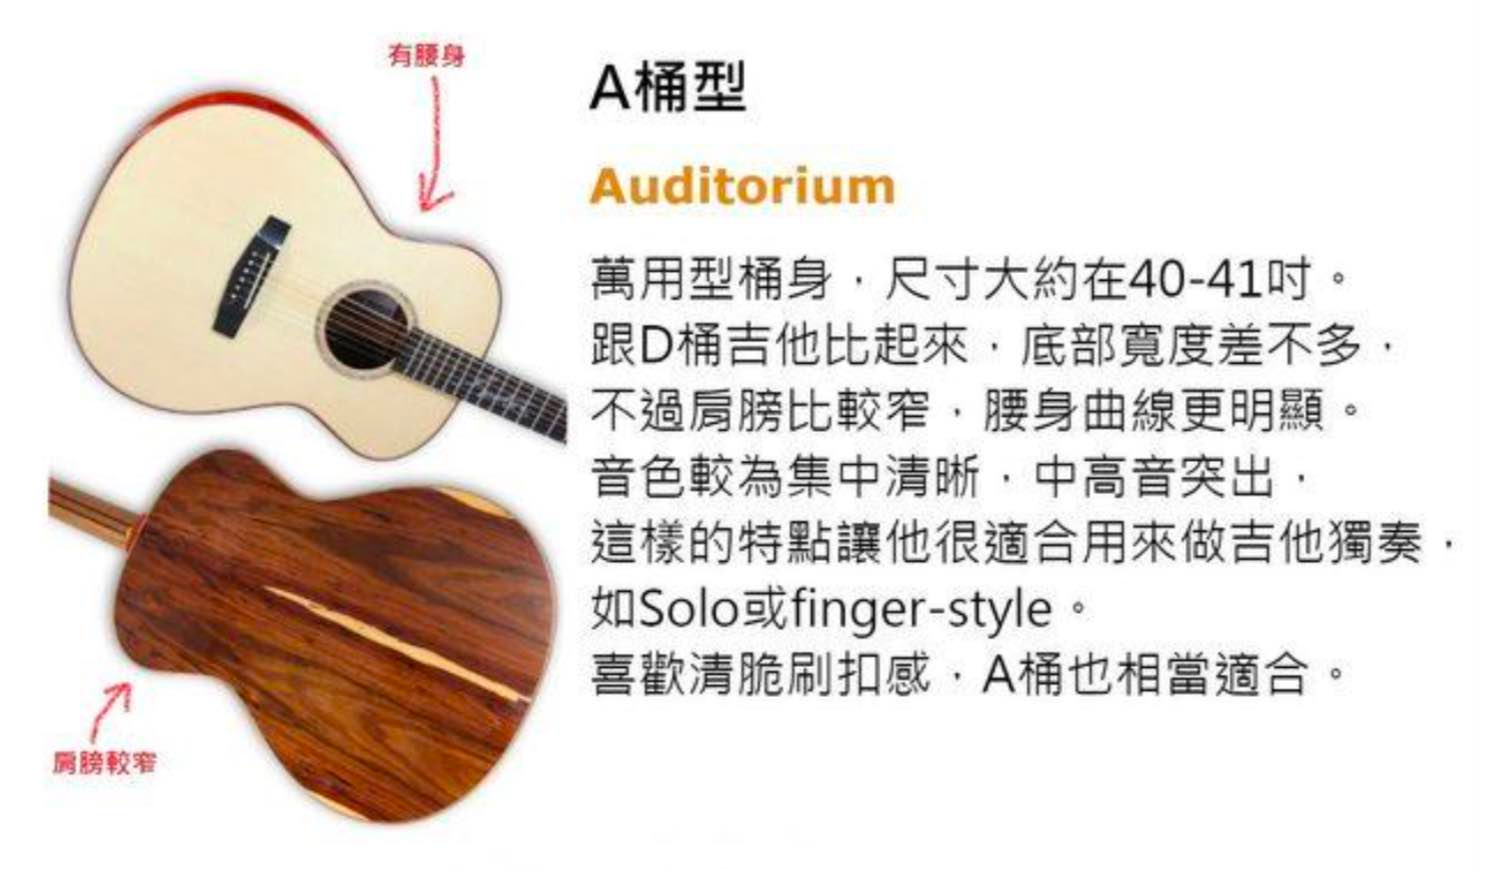 有腰身
A桶型
Auditorium
萬用型桶身，尺寸大約在40-41吋。
跟D桶吉他比起來，底部寬度差不多，
不過肩膀比較窄，腰身曲線更明顯。
音色較為集中清晰，中高音突出，
這樣的特點讓他很適合用來做吉他獨奏，
如Solo或finger-style。
喜歡清脆刷扣感，A桶也相當適合。
肩膀較窄